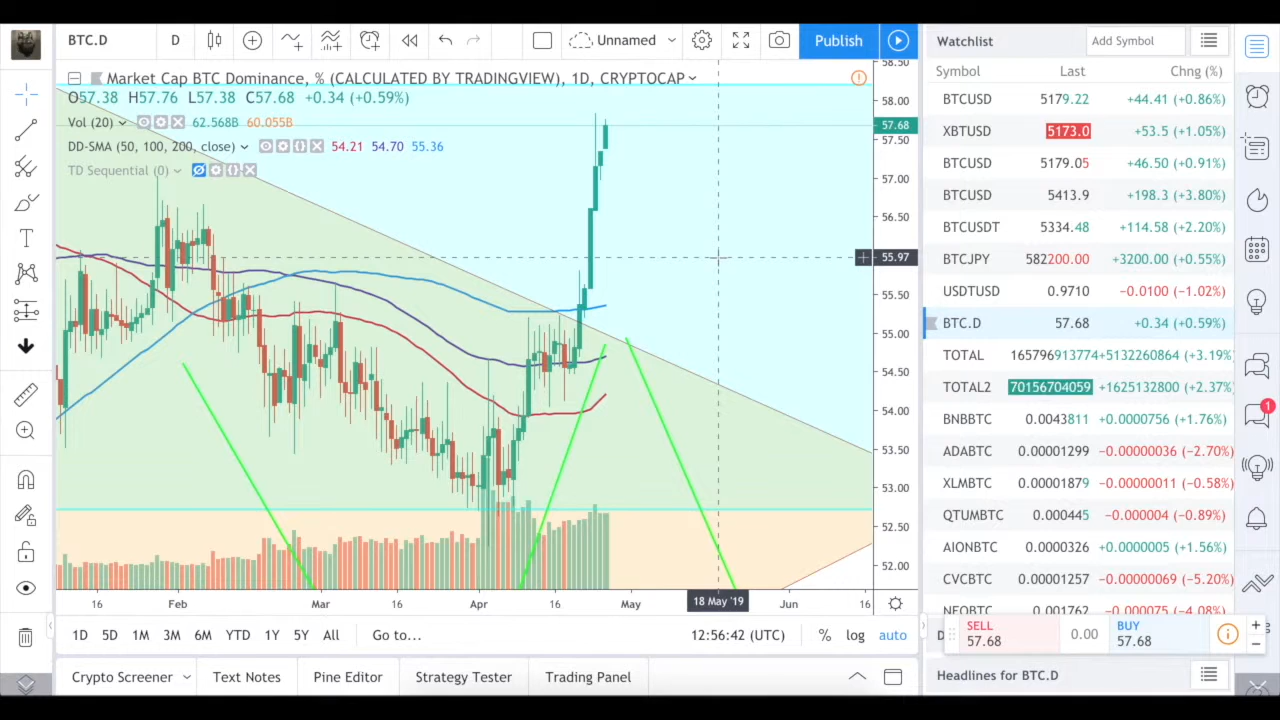 BTC.D
D
Unnamed
Publish
Watchlist
Add Symbol
Market Cap BTC Dominance, % (CALCULATED BY TRADINGVIEW), 1D, CRYPTOCAP
O57.38 H57.76 L57.38 C57.68 +0.34 (+0.59%)
Vol (20) 62.568B 60.055B
DD-SMA (50, 100, 200, close) 54.21 54.70 55.36
TD Sequential (0)
58.50
58.00
57.68
57.50
57.00
56.50
55.97
55.50
55.00
54.50
54.00
53.50
53.00
52.50
52.00
16 Feb Mar 16 Apr 16 May 18 May '19 Jun 16
1D 5D 1M 3M 6M YTD 1Y 5Y All Go to... 12:56:42 (UTC) % log auto
Crypto Screener Text Notes Pine Editor Strategy Tester Trading Panel
Symbol Last Chng (%)
BTCUSD 5179.22 +44.41 (+0.86%)
XBTUSD 5173.0 +53.5 (+1.05%)
BTCUSD 5179.05 +46.50 (+0.91%)
BTCUSD 5413.9 +198.3 (+3.80%)
BTCUSDT 5334.48 +114.58 (+2.20%)
BTCJPY 582200.00 +3200.00 (+0.55%)
USDTUSD 0.9710 −0.0100 (−1.02%)
BTC.D 57.68 +0.34 (+0.59%)
TOTAL 165796913774 +5132260864 (+3.19%)
TOTAL2 70156704059 +1625132800 (+2.37%)
BNBBTC 0.0043811 +0.0000756 (+1.76%)
ADABTC 0.00001299 −0.00000036 (−2.70%)
XLMBTC 0.00001879 −0.00000011 (−0.58%)
QTUMBTC 0.000445 −0.000004 (−0.89%)
AIONBTC 0.0000326 +0.0000005 (+1.56%)
CVCBTC 0.00001257 −0.00000069 (−5.20%)
NEOBTC 0.001762 −0.000075 (−4.08%)
SELL
57.68
0.00
BUY
57.68
Headlines for BTC.D
1